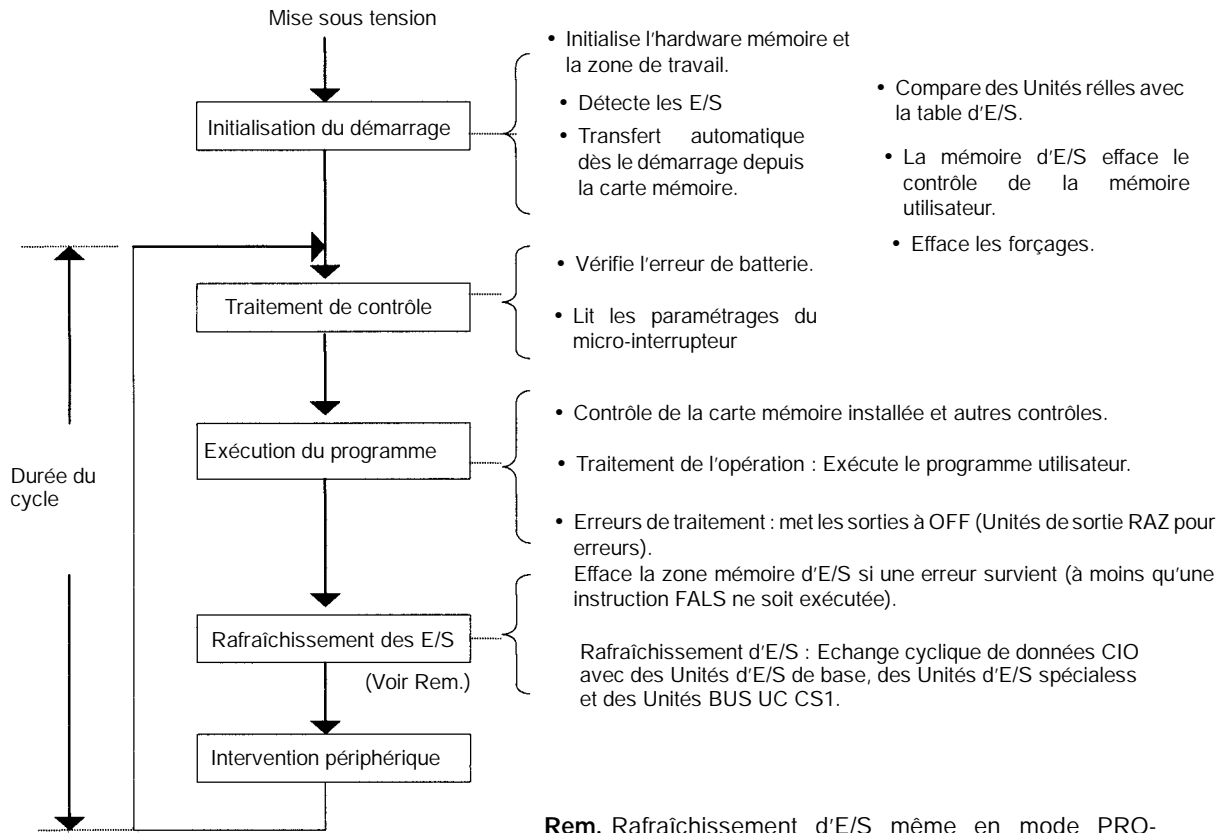 Mise sous tension
• Initialise l'hardware mémoire et
la zone de travail.
• Détecte les E/S
• Transfert automatique
dès le démarrage depuis
la carte mémoire.
• Compare des Unités rélles avec
la table d'E/S.
• La mémoire d'E/S efface le
contrôle de la mémoire
utilisateur.
• Efface les forçages.
Initialisation du démarrage
• Vérifie l'erreur de batterie.
• Lit les paramétrages du
micro-interrupteur
Traitement de contrôle
• Contrôle de la carte mémoire installée et autres contrôles.
• Traitement de l'opération : Exécute le programme utilisateur.
• Erreurs de traitement : met les sorties à OFF (Unités de sortie RAZ pour
erreurs).
Efface la zone mémoire d'E/S si une erreur survient (à moins qu'une
instruction FALS ne soit exécutée).
Exécution du programme
Durée du
cycle
Rafraîchissement des E/S
(Voir Rem.)
Rafraîchissement d'E/S : Echange cyclique de données CIO
avec des Unités d'E/S de base, des Unités d'E/S spécialess
et des Unités BUS UC CS1.
Intervention périphérique
Rem. Rafraîchissement d'E/S même en mode PRO-